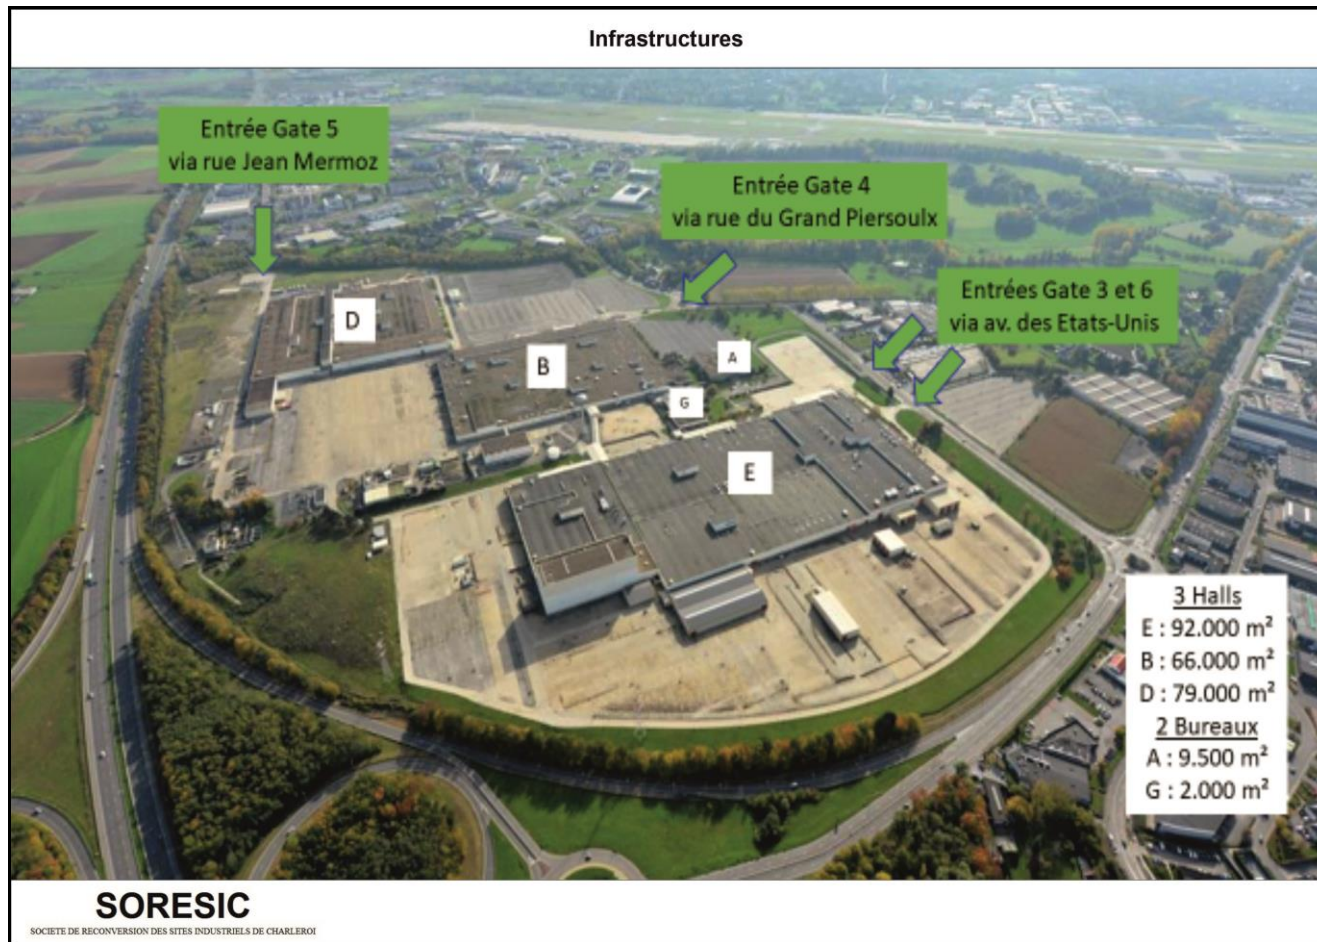 Infrastructures
Entrée Gate 5
via rue Jean Mermoz
Entrée Gate 4
via rue du Grand Piersoulx
Entrées Gate 3 et 6
via av. des Etats-Unis
D
B
A
G
E
3 Halls
E : 92.000 m²
B : 66.000 m²
D : 79.000 m²
2 Bureaux
A : 9.500 m²
G : 2.000 m²
SORESIC
SOCIETE DE RECONVERSION DES SITES INDUSTRIELS DE CHARLEROI